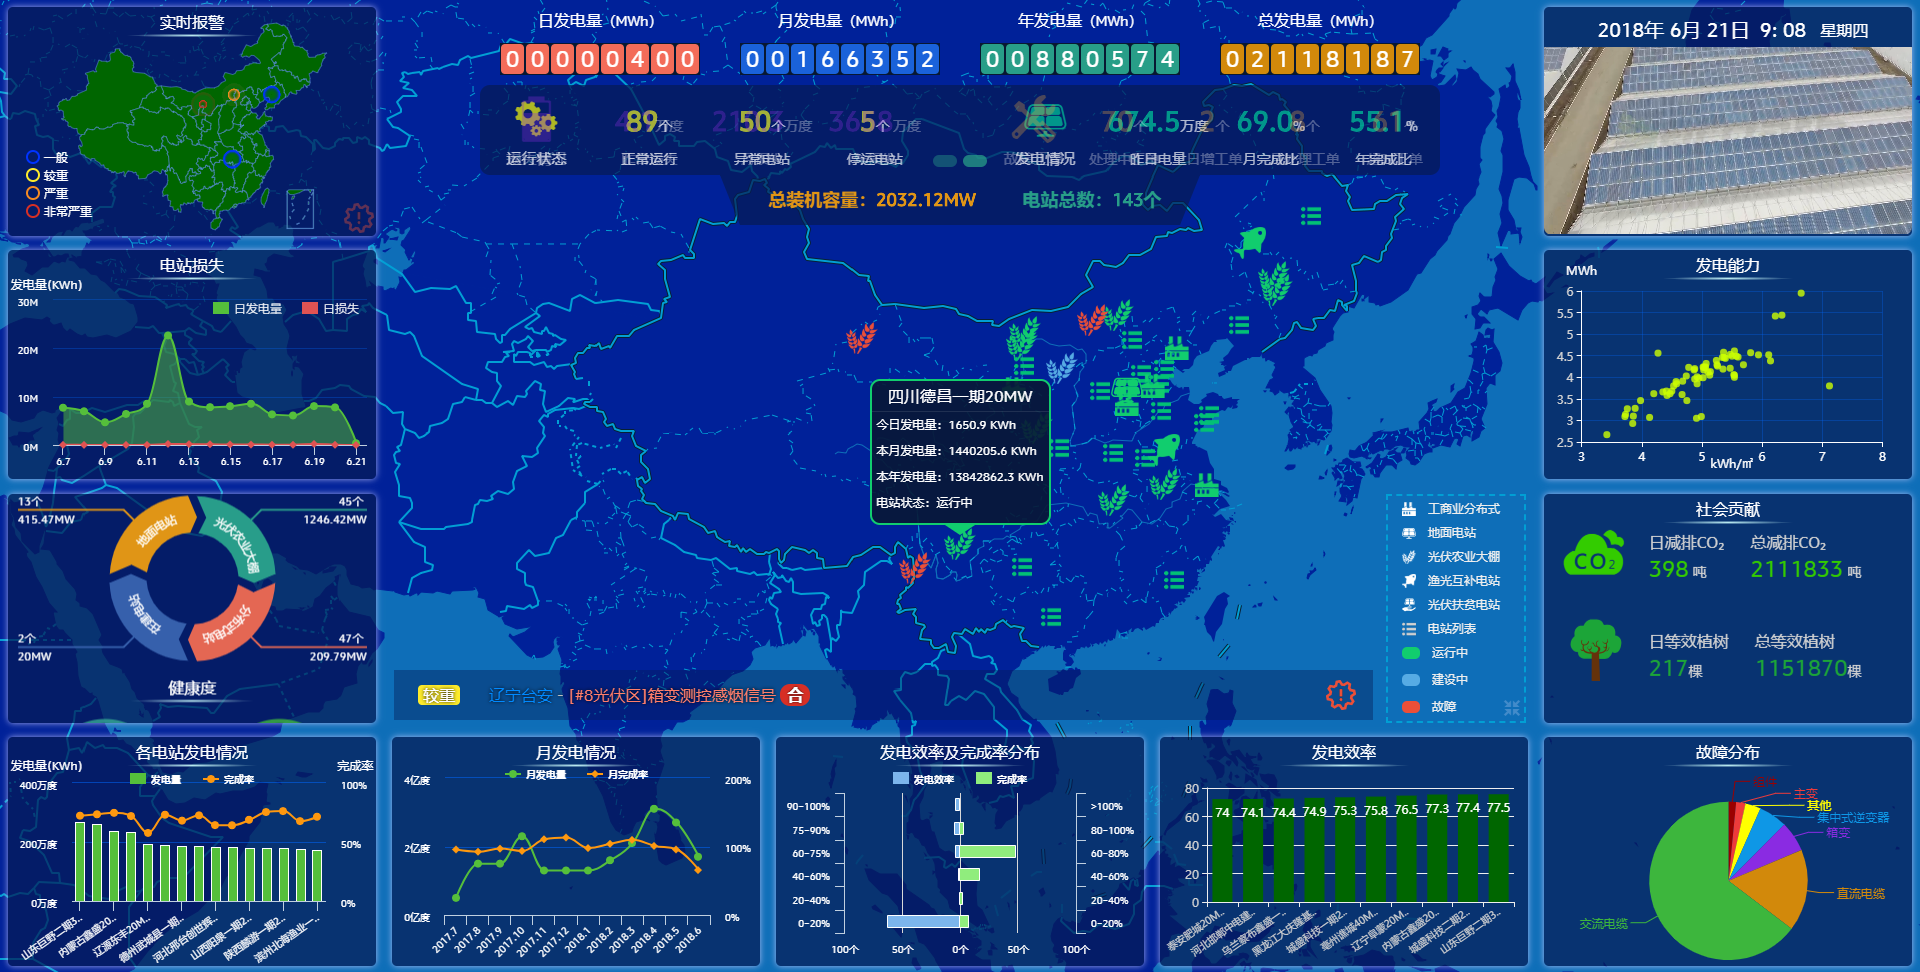 实时报警
一般
较重
严重
非常严重
日发电量（MWh）
00000400
月发电量（MWh）
00166352
年发电量（MWh）
00880574
总发电量（MWh）
02118187
2018年 6月 21日 9: 08 星期四
运行状态
89个
正常运行
50个
异常电站
5个
停运电站
发电情况
674.5万度
昨日电量
69.0%
月完成比
55.1%
年完成比
总装机容量：2032.12MW
电站总数：143个
电站损失
发电量(KWh)
日发电量
日损失
30M
20M
10M
0M
6.7
6.9
6.11
6.13
6.15
6.17
6.19
6.21
四川德昌一期20MW
今日发电量：1650.9 KWh
本月发电量：1440205.6 KWh
本年发电量：13842862.3 KWh
电站状态：运行中
发电能力
MWh
6
5.5
5
4.5
4
3.5
3
2.5
3
4
5
6
7
8
kWh/㎡
13个
415.47MW
45个
1246.42MW
地面电站
光伏农业大棚
在建电站
分布式电站
2个
20MW
47个
209.79MW
健康度
工商业分布式
地面电站
光伏农业大棚
渔光互补电站
光伏扶贫电站
电站列表
运行中
建设中
故障
社会贡献
CO₂
日减排CO₂
398 吨
总减排CO₂
2111833 吨
日等效植树
217棵
总等效植树
1151870棵
较重
辽宁台安 - [#8光伏区]箱变测控感烟信号 合
各电站发电情况
发电量(KWh)
完成率
发电量
完成率
400万度
200万度
0万度
100%
50%
0%
山东巨野二期3..
内蒙古鑫盛20..
辽源东丰20M..
德州武城县一期..
河北邢台创世辉..
山西阳泉一期2..
陕西麟游一期2..
滨州北海渔业一..
月发电情况
月发电量
月完成率
4亿度
2亿度
0亿度
200%
100%
0%
2017.7
2017.8
2017.9
2017.10
2017.11
2017.12
2018.1
2018.2
2018.3
2018.4
2018.5
2018.6
发电效率及完成率分布
发电效率
完成率
90-100%
75-90%
60-75%
40-60%
20-40%
0-20%
>100%
80-100%
60-80%
40-60%
20-40%
0-20%
100个
50个
0个
50个
100个
发电效率
80
60
40
20
0
74
74.1
74.4
74.9
75.3
75.8
76.5
77.3
77.4
77.5
泰安肥城20M..
河北邯郸中电建..
乌兰察布鑫盛一..
黑龙江大庆隆基..
城盛科技一期2..
亳州谯城40M..
辽宁阜蒙20M..
内蒙古鑫盛20..
城盛科技一期2..
山东巨野二期3..
故障分布
主变
其他
集中式逆变器
箱变
直流电缆
交流电缆